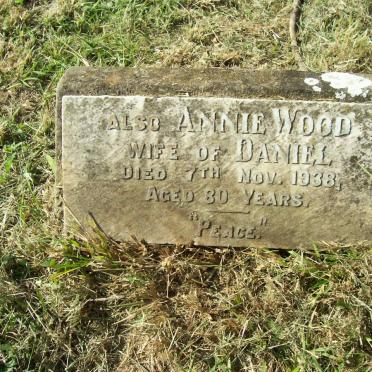 ALSO ANNIE WOOD
WIFE OF DANIEL
DIED 7TH NOV. 1938,
AGED 80 YEARS.
"PEACE."